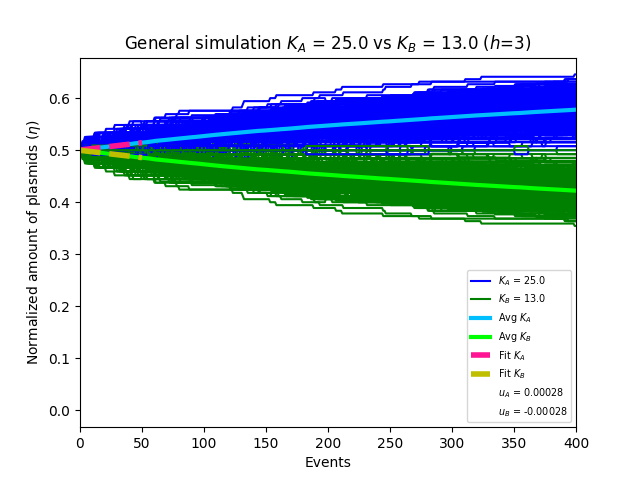 General simulation K_A = 25.0 vs K_B = 13.0 (h=3)
Normalized amount of plasmids (η)
0.6
0.5
0.4
0.3
0.2
0.1
0.0
K_A = 25.0
K_B = 13.0
Avg K_A
Avg K_B
Fit K_A
Fit K_B
u_A = 0.00028
u_B = -0.00028
0 50 100 150 200 250 300 350 400
Events